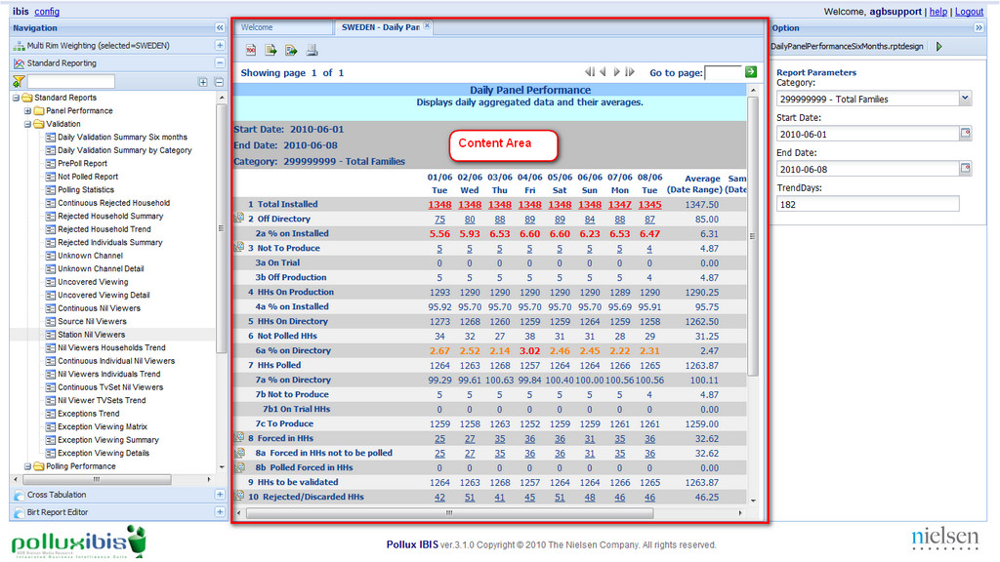 ibis config
Welcome, agbsupport | help | Logout
Navigation
Multi Rim Weighting (selected=SWEDEN)
Standard Reporting
Standard Reports
Panel Performance
Validation
Daily Validation Summary Six months
Daily Validation Summary by Category
PrePoll Report
Not Polled Report
Polling Statistics
Continuous Rejected Household
Rejected Household Summary
Rejected Household Trend
Rejected Individuals Summary
Unknown Channel
Unknown Channel Detail
Uncovered Viewing
Uncovered Viewing Detail
Continuous Nil Viewers
Source Nil Viewers
Station Nil Viewers
Nil Viewers Households Trend
Continuous Individual Nil Viewers
Nil Viewers Individuals Trend
Continuous TvSet Nil Viewers
Nil Viewer TVSets Trend
Exceptions Trend
Exception Viewing Matrix
Exception Viewing Summary
Exception Viewing Details
Polling Performance
Cross Tabulation
Birt Report Editor
Welcome
SWEDEN - Daily Pan
Showing page 1 of 1
Go to page:
Daily Panel Performance
Displays daily aggregated data and their averages.
Start Date: 2010-06-01
End Date: 2010-06-08
Category: 299999999 - Total Families
Content Area
01/06 02/06 03/06 04/06 05/06 06/06 07/06 08/06 Average Sam
Tue Wed Thu Fri Sat Sun Mon Tue (Date Range) (Date
1 Total Installed 1348 1348 1348 1348 1348 1348 1347 1345 1347.50
2 Off Directory 75 80 88 89 89 84 88 87 85.00
2a % on Installed 5.56 5.93 6.53 6.60 6.60 6.23 6.53 6.47 6.31
3 Not To Produce 5 5 5 5 5 5 5 4 4.87
3a On Trial 0 0 0 0 0 0 0 0 0.00
3b Off Production 5 5 5 5 5 5 5 4 4.87
4 HHs On Production 1293 1290 1290 1290 1290 1290 1289 1290 1290.25
4a % on Installed 95.92 95.70 95.70 95.70 95.70 95.70 95.69 95.91 95.75
5 HHs On Directory 1273 1268 1260 1259 1259 1264 1259 1258 1262.50
6 Not Polled HHs 34 32 27 38 31 31 28 29 31.25
6a % on Directory 2.67 2.52 2.14 3.02 2.46 2.45 2.22 2.31 2.47
7 HHs Polled 1264 1263 1268 1257 1264 1264 1266 1265 1263.87
7a % on Directory 99.29 99.61 100.63 99.84 100.40 100.00 100.56 100.56 100.11
7b Not to Produce 5 5 5 5 5 5 5 4 4.87
7b1 On Trial HHs 0 0 0 0 0 0 0 0 0.00
7c To Produce 1259 1258 1263 1252 1259 1259 1261 1261 1259.00
8 Forced in HHs 25 27 35 36 36 31 35 36 32.62
8a Forced in HHs not to be polled 25 27 35 36 36 31 35 36 32.62
8b Polled Forced in HHs 0 0 0 0 0 0 0 0 0.00
9 HHs to be validated 1264 1263 1268 1257 1264 1264 1266 1265 1263.87
10 Rejected/Discarded HHs 42 51 41 45 51 48 46 46 46.25
Option
DailyPanelPerformanceSixMonths.rptdesign
Report Parameters
Category:
299999999 - Total Families
Start Date:
2010-06-01
End Date:
2010-06-08
TrendDays:
182
polluxibis
Pollux IBIS ver.3.1.0 Copyright © 2010 The Nielsen Company. All rights reserved.
nielsen